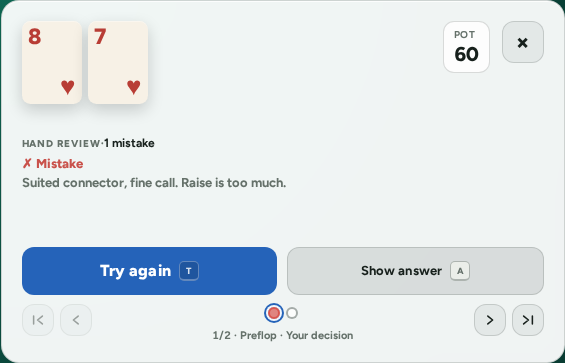 8 7
POT
60
HAND REVIEW·1 mistake
✗ Mistake
Suited connector, fine call. Raise is too much.
Try again T
Show answer A
1/2 · Preflop · Your decision